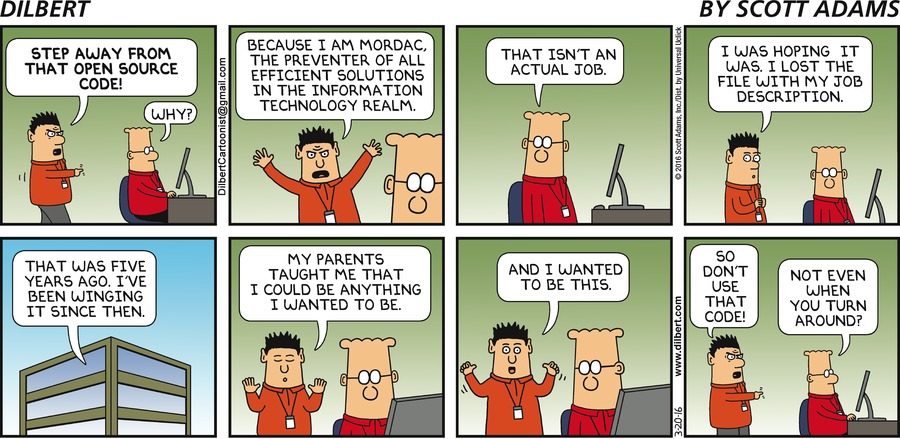 DILBERT
BY SCOTT ADAMS
STEP AWAY FROM
THAT OPEN SOURCE
CODE!
WHY?
DilbertCartoonist@gmail.com
BECAUSE I AM MORDAC,
THE PREVENTER OF ALL
EFFICIENT SOLUTIONS
IN THE INFORMATION
TECHNOLOGY REALM.
THAT ISN'T AN
ACTUAL JOB.
© 2016 Scott Adams, Inc./Dist. by Universal Uclick
I WAS HOPING IT
WAS. I LOST THE
FILE WITH MY JOB
DESCRIPTION.
THAT WAS FIVE
YEARS AGO. I'VE
BEEN WINGING
IT SINCE THEN.
MY PARENTS
TAUGHT ME THAT
I COULD BE ANYTHING
I WANTED TO BE.
AND I WANTED
TO BE THIS.
3-20-16 www.dilbert.com
SO
DON'T
USE
THAT
CODE!
NOT EVEN
WHEN
YOU TURN
AROUND?